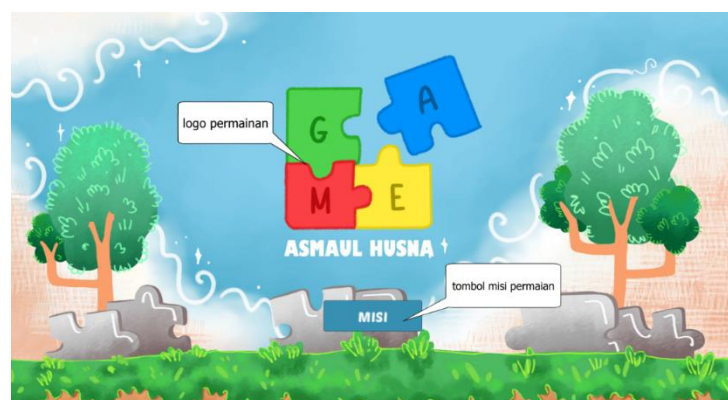 G A
logo permainan
M E
ASMAUL HUSNA
tombol misi permaian
MISI